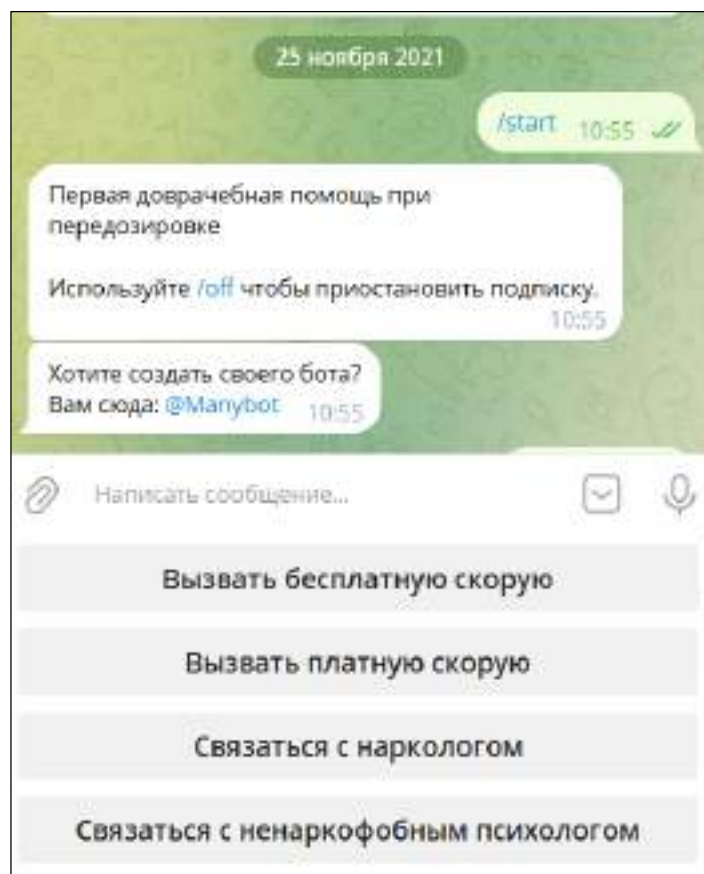 25 ноября 2021
/start 10:55
Первая доврачебная помощь при
передозировке
Используйте /off чтобы приостановить подписку.
10:55
Хотите создать своего бота?
Вам сюда: @Manybot 10:55
Написать сообщение...
Вызвать бесплатную скорую
Вызвать платную скорую
Связаться с наркологом
Связаться с ненаркофобным психологом